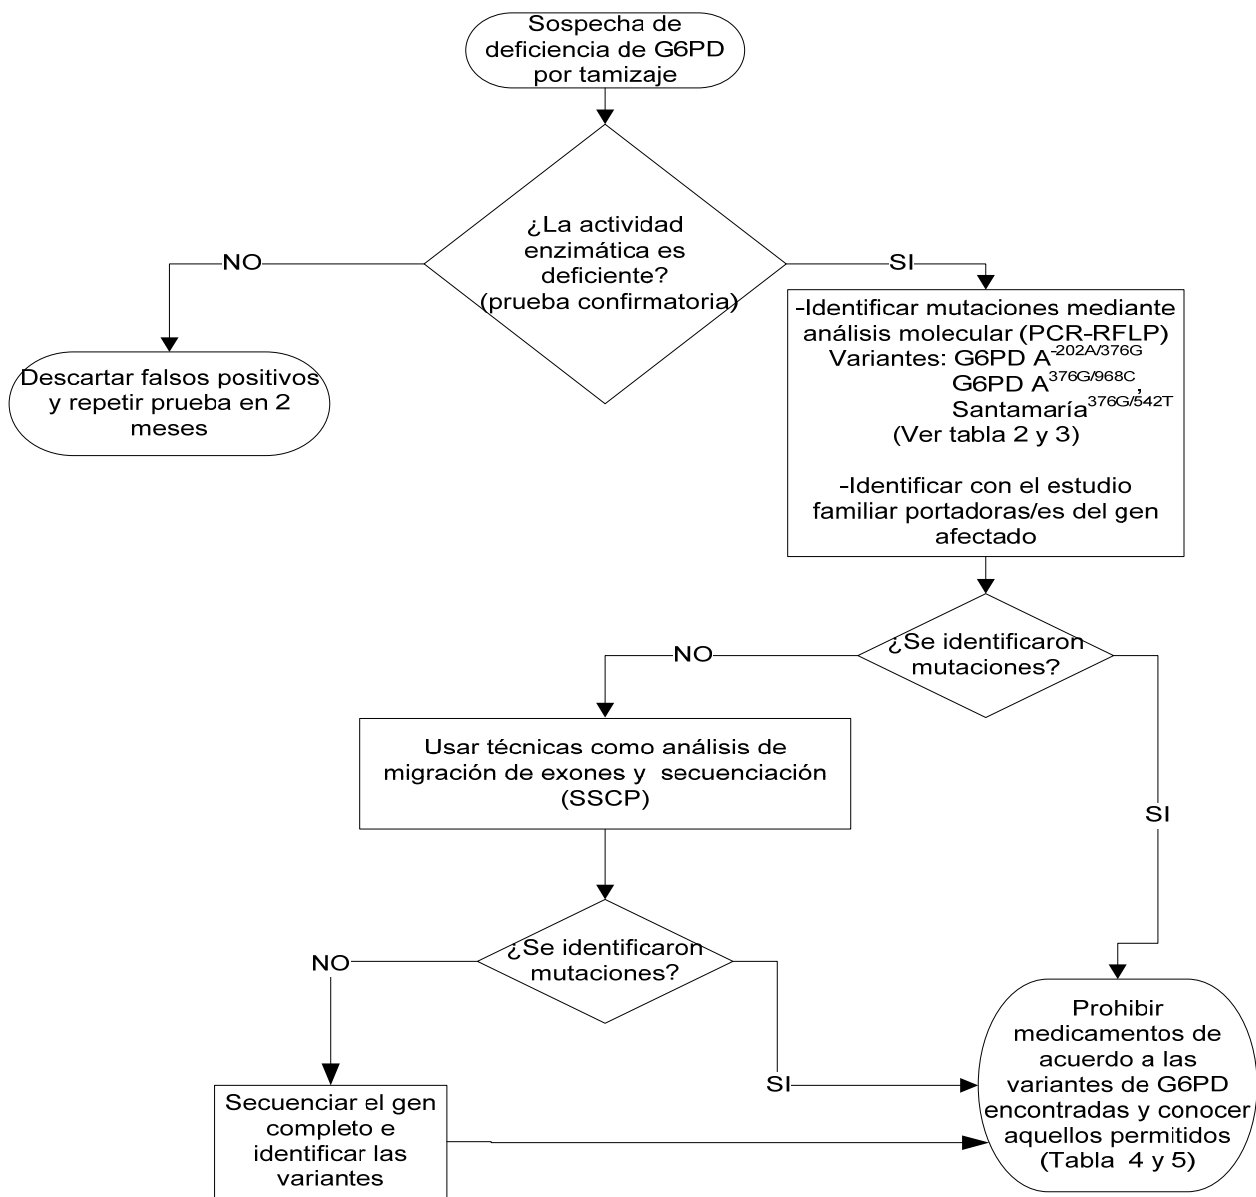 Sospecha de
deficiencia de G6PD
por tamizaje
¿La actividad
enzimática es
deficiente?
(prueba confirmatoria)
NO
SI
Descartar falsos positivos
y repetir prueba en 2
meses
-Identificar mutaciones mediante
análisis molecular (PCR-RFLP)
Variantes: G6PD A-202A/376G
G6PD A376G/968C,
Santamaría376G/542T
(Ver tabla 2 y 3)
-Identificar con el estudio
familiar portadoras/es del gen
afectado
¿Se identificaron
mutaciones?
NO
SI
Usar técnicas como análisis de
migración de exones y secuenciación
(SSCP)
¿Se identificaron
mutaciones?
NO
SI
Secuenciar el gen
completo e
identificar las
variantes
Prohibir
medicamentos de
acuerdo a las
variantes de G6PD
encontradas y conocer
aquellos permitidos
(Tabla 4 y 5)